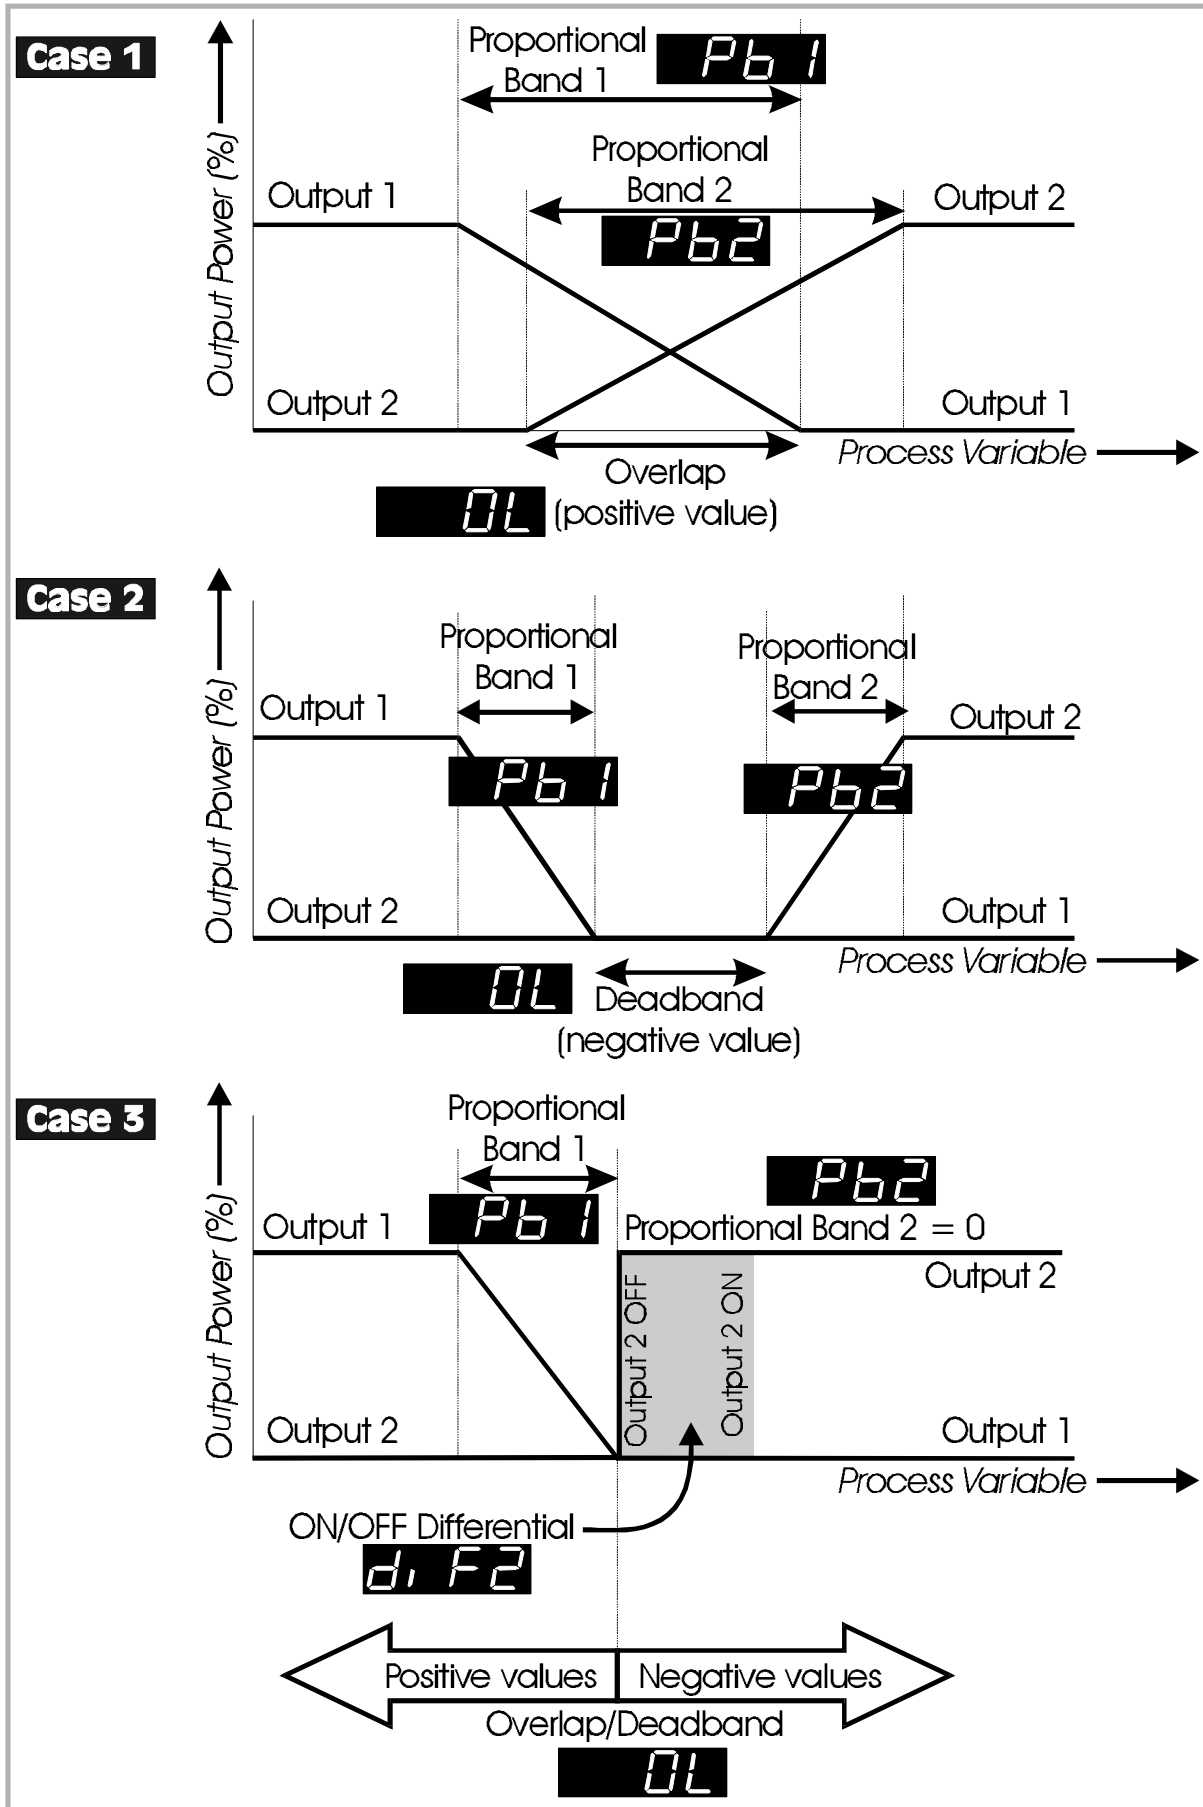 Case 1
Output Power (%)
Proportional
Band 1
Pb1
Proportional
Band 2
Pb2
Output 1
Output 2
Output 2
Output 1
Process Variable
Overlap
(positive value)
OL
Case 2
Output Power (%)
Proportional
Band 1
Proportional
Band 2
Output 1
Output 2
Pb1
Pb2
Output 2
Output 1
Process Variable
OL
Deadband
(negative value)
Case 3
Output Power (%)
Proportional
Band 1
Pb1
Pb2
Output 1
Proportional Band 2 = 0
Output 2
Output 2 OFF
Output 2 ON
Output 2
Output 1
Process Variable
ON/OFF Differential
diF2
Positive values
Negative values
Overlap/Deadband
OL